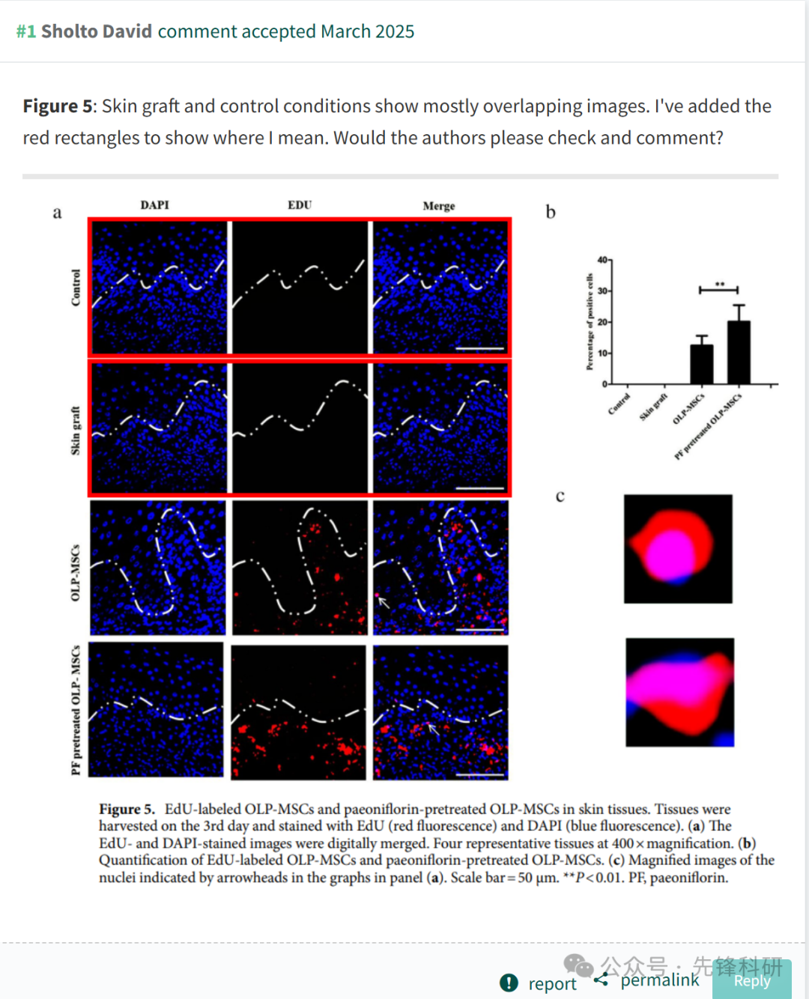 #1 Sholto David comment accepted March 2025
Figure 5: Skin graft and control conditions show mostly overlapping images. I've added the
red rectangles to show where I mean. Would the authors please check and comment?
a
DAPI
EDU
Merge
Control
Skin graft
OLP-MSCs
PF pretreated OLP- MSCs
b
Percentage of positive cells
40
30
20
10
0
**
Control
Skin graft
OLP-MSCs
PF pretreated OLP-MSCs
c
Figure 5. EdU-labeled OLP-MSCs and paeoniflorin-pretreated OLP-MSCs in skin tissues. Tissues were
harvested on the 3rd day and stained with EdU (red fluorescence) and DAPI (blue fluorescence). (a) The
EdU- and DAPI-stained images were digitally merged. Four representative tissues at 400 × magnification. (b)
Quantification of EdU-labeled OLP-MSCs and paeoniflorin-pretreated OLP-MSCs. (c) Magnified images of the
nuclei indicated by arrowheads in the graphs in panel (a). Scale bar = 50 μm. **P < 0.01. PF, paeoniflorin.
公众号 · 先锋科研
report
permalink
Reply